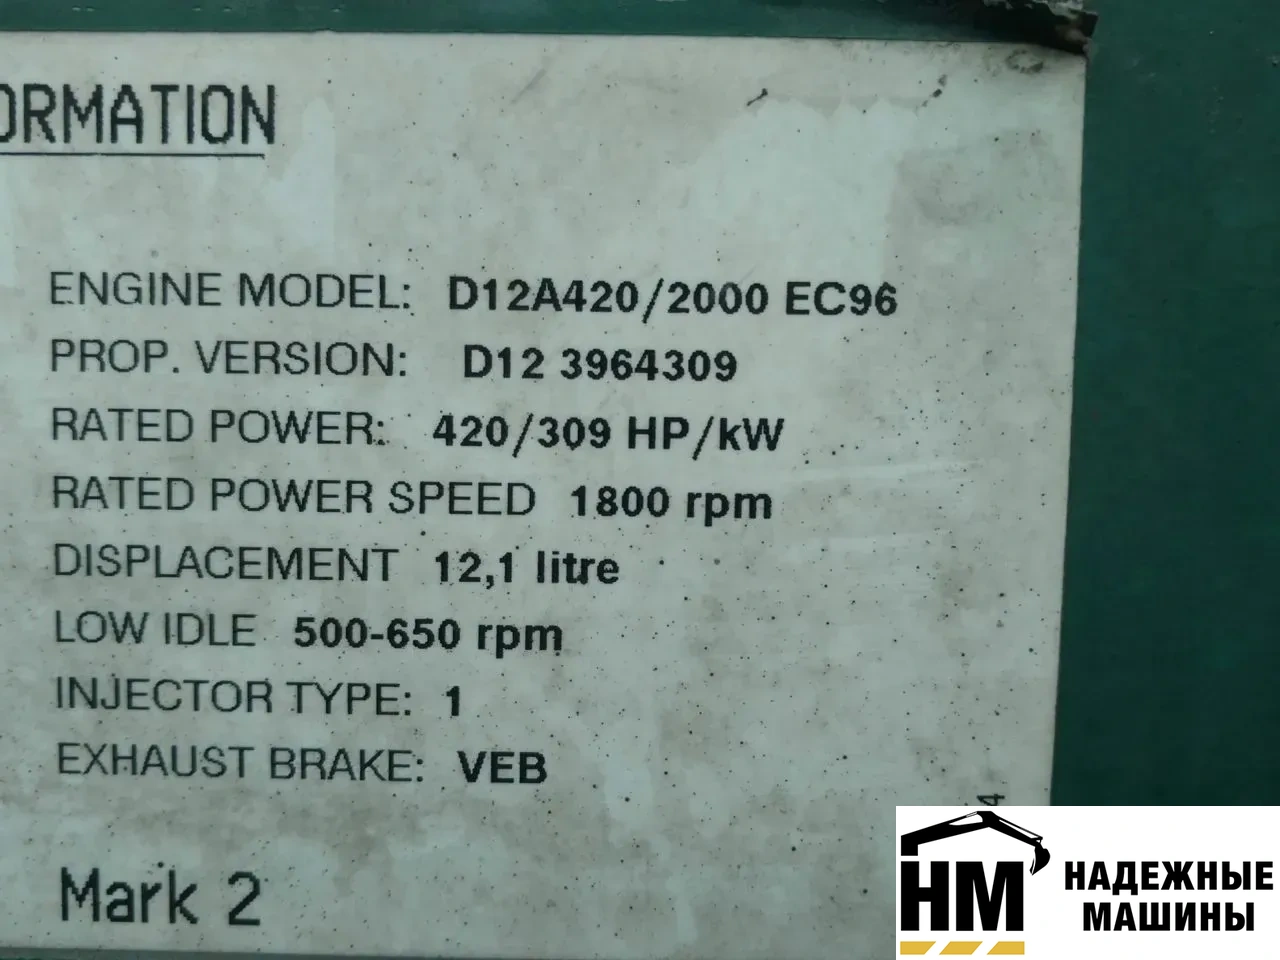 ORMATION
ENGINE MODEL: D12A420/2000 EC96
PROP. VERSION: D12 3964309
RATED POWER: 420/309 HP/kW
RATED POWER SPEED 1800 rpm
DISPLACEMENT 12,1 litre
LOW IDLE 500-650 rpm
INJECTOR TYPE: 1
EXHAUST BRAKE: VEB
4
Mark 2
НМ
НАДЕЖНЫЕ
МАШИНЫ